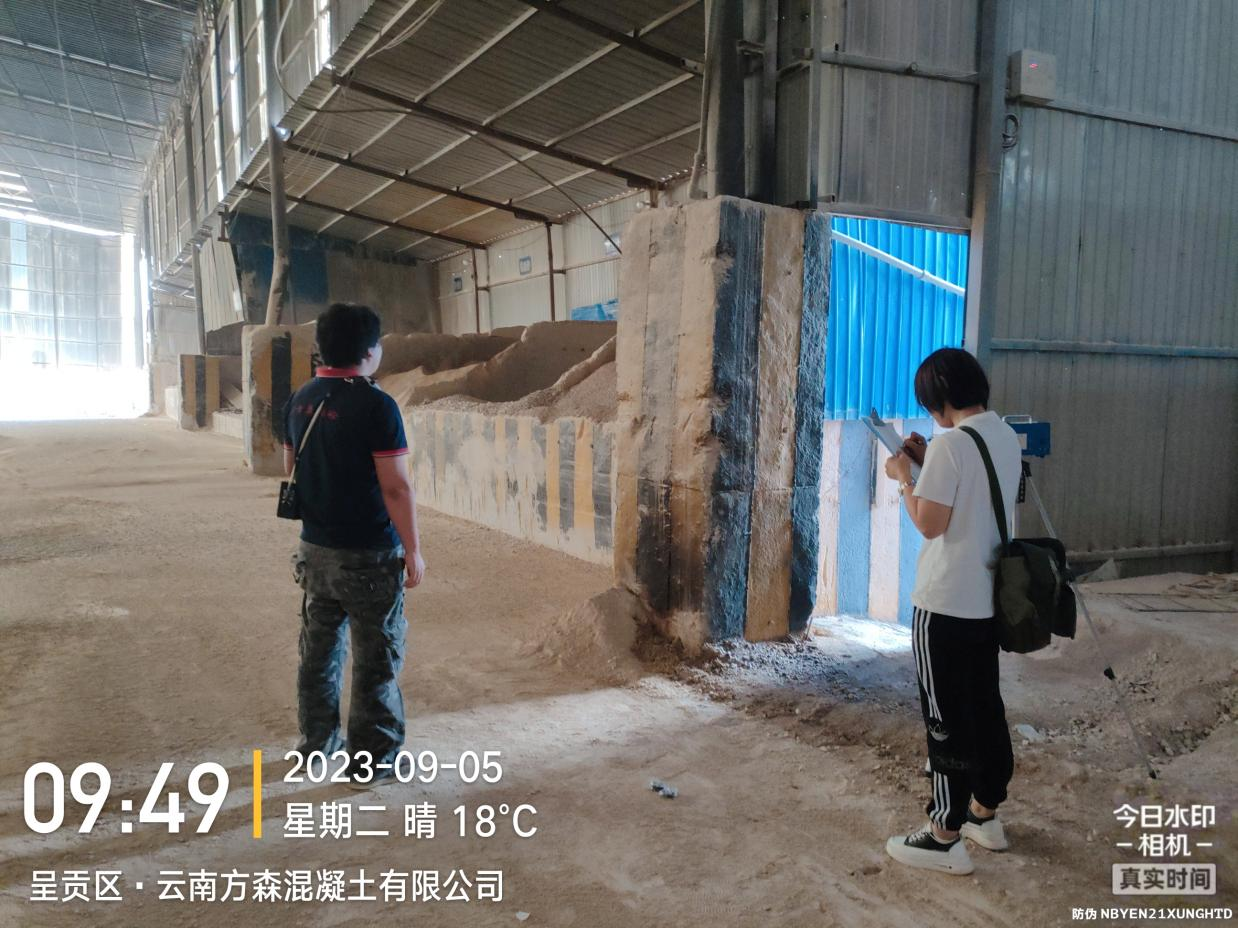 09:49
2023-09-05
星期二 晴 18℃
呈贡区·云南方森混凝土有限公司
今日水印
-相机-
真实时间
防伪 NBYEN21XUNGHTD
adidas